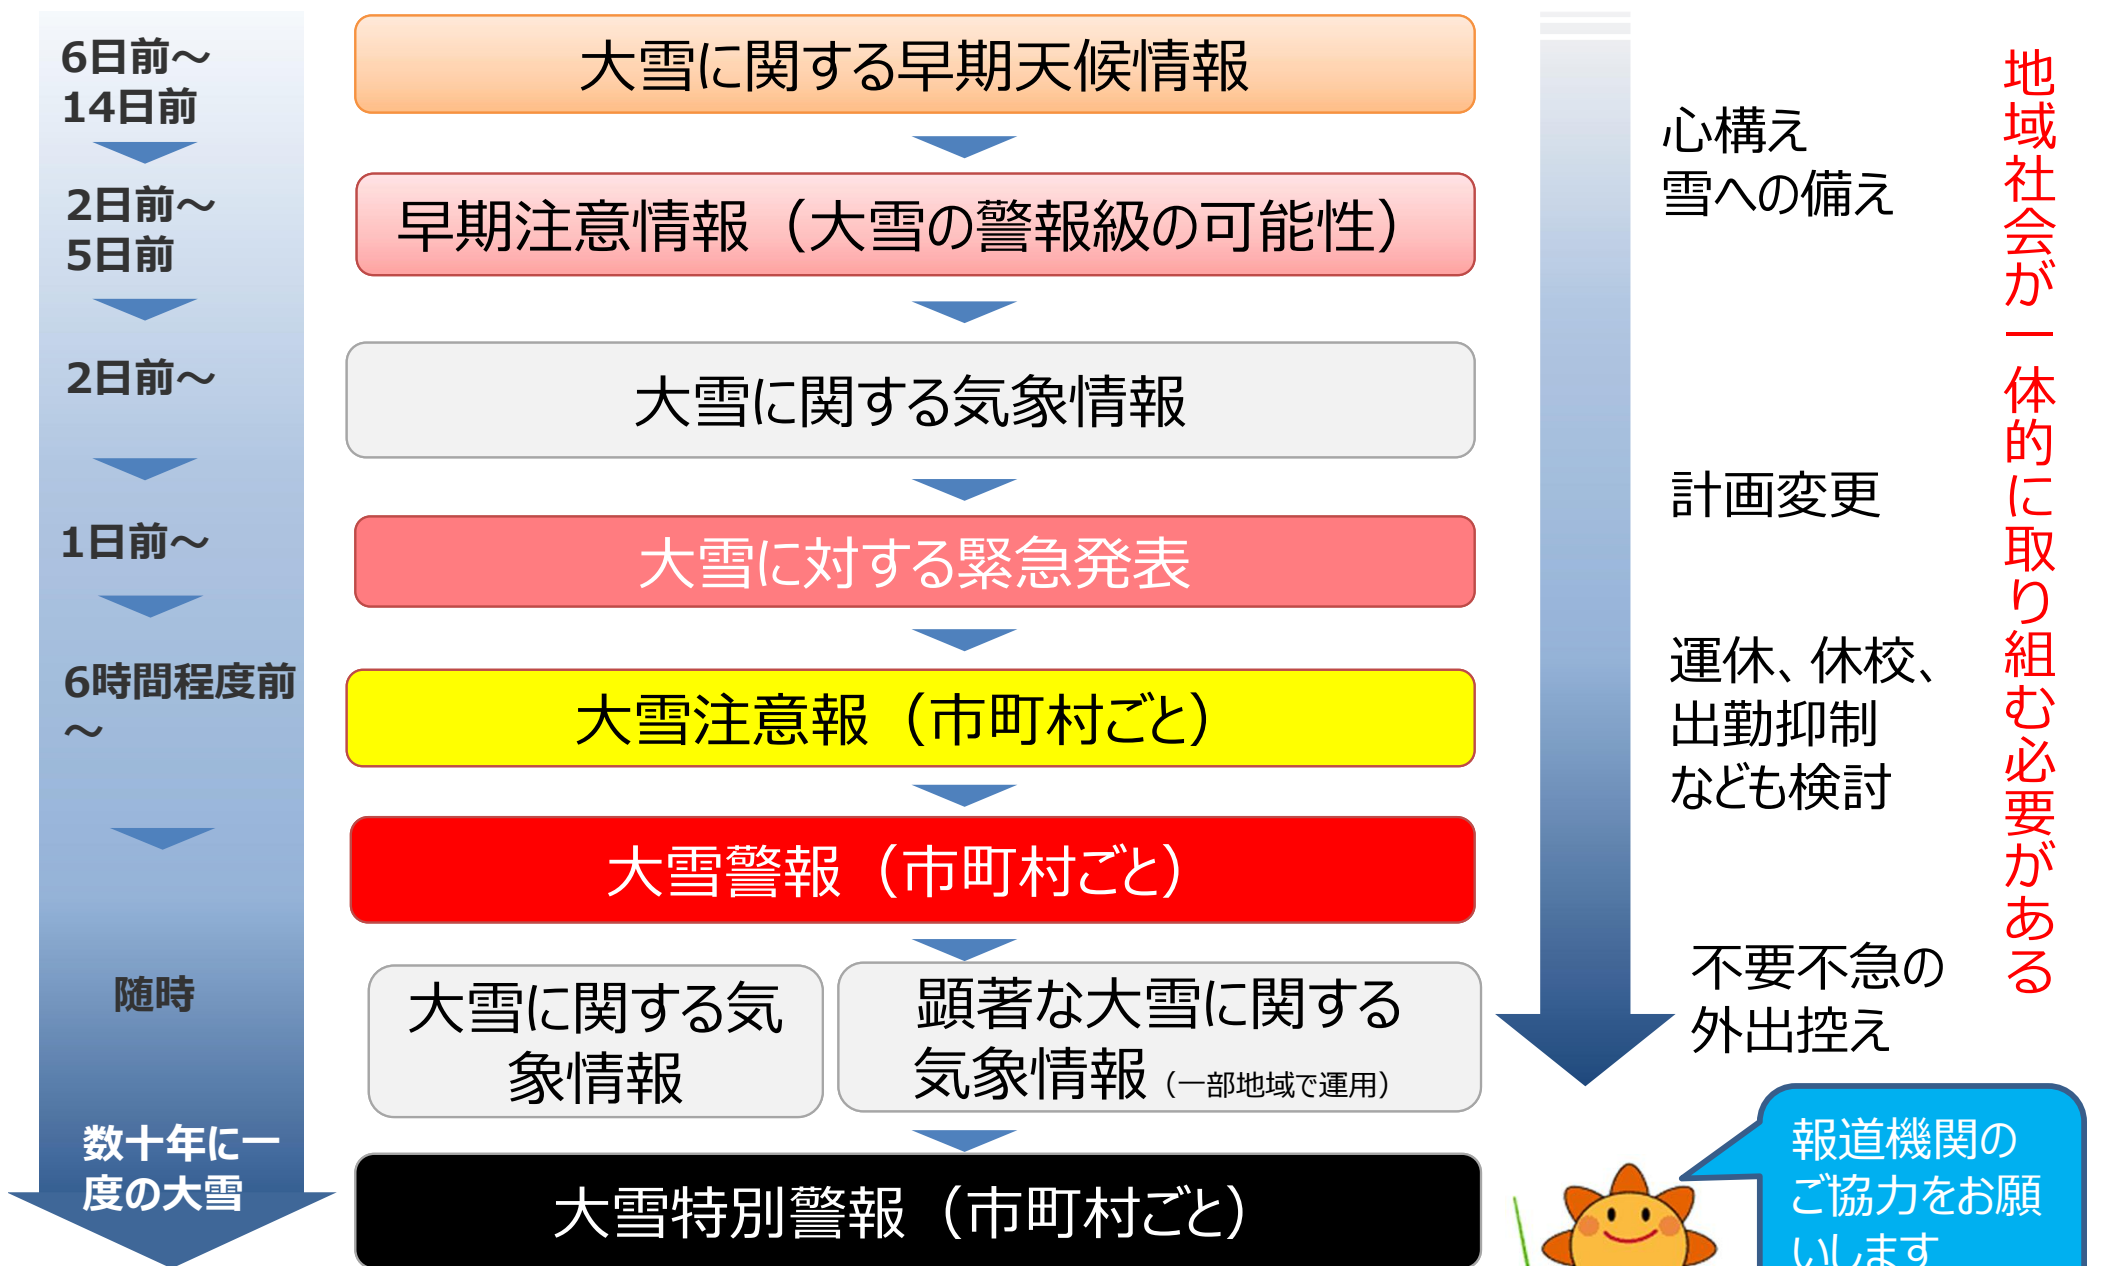 6日前～
14日前
大雪に関する早期天候情報
2日前～
5日前
早期注意情報（大雪の警報級の可能性）
心構え
雪への備え
2日前～
大雪に関する気象情報
1日前～
大雪に対する緊急発表
計画変更
6時間程度前
～
大雪注意報（市町村ごと）
運休、休校、
出勤抑制
なども検討
大雪警報（市町村ごと）
随時
大雪に関する気
象情報
顕著な大雪に関する
気象情報（一部地域で運用）
不要不急の
外出控え
数十年に一
度の大雪
大雪特別警報（市町村ごと）
地域社会が一体的に取り組む必要がある
報道機関の
ご協力をお願
いします